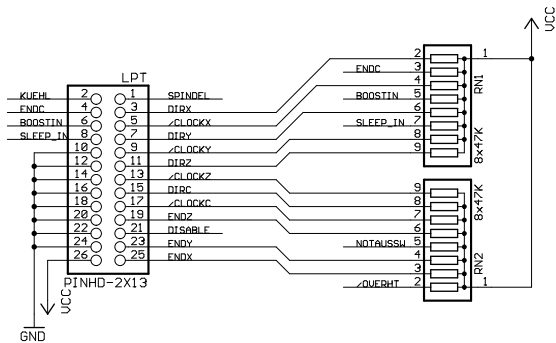 VCC
LPT
KUEHL 2 1 SPINDEL
ENDC 4 3 DIRX
BOOSTIN 6 5 /CLOCKX
SLEEP_IN 8 7 DIRY
10 9 /CLOCKY
12 11 DIRZ
14 13 /CLOCKZ
16 15 DIRC
18 17 /CLOCKC
20 19 ENDZ
22 21 DISABLE
24 23 ENDY
26 25 ENDX
PINHD-2X13
VCC
GND
2 1
ENDC 3
4
BOOSTIN 5
6
SLEEP_IN 7
8
9
RN1
8x47K
9
8
7
6
NOTAUSSW 5
4
3
/OVERHT 2 1
8x47K
RN2